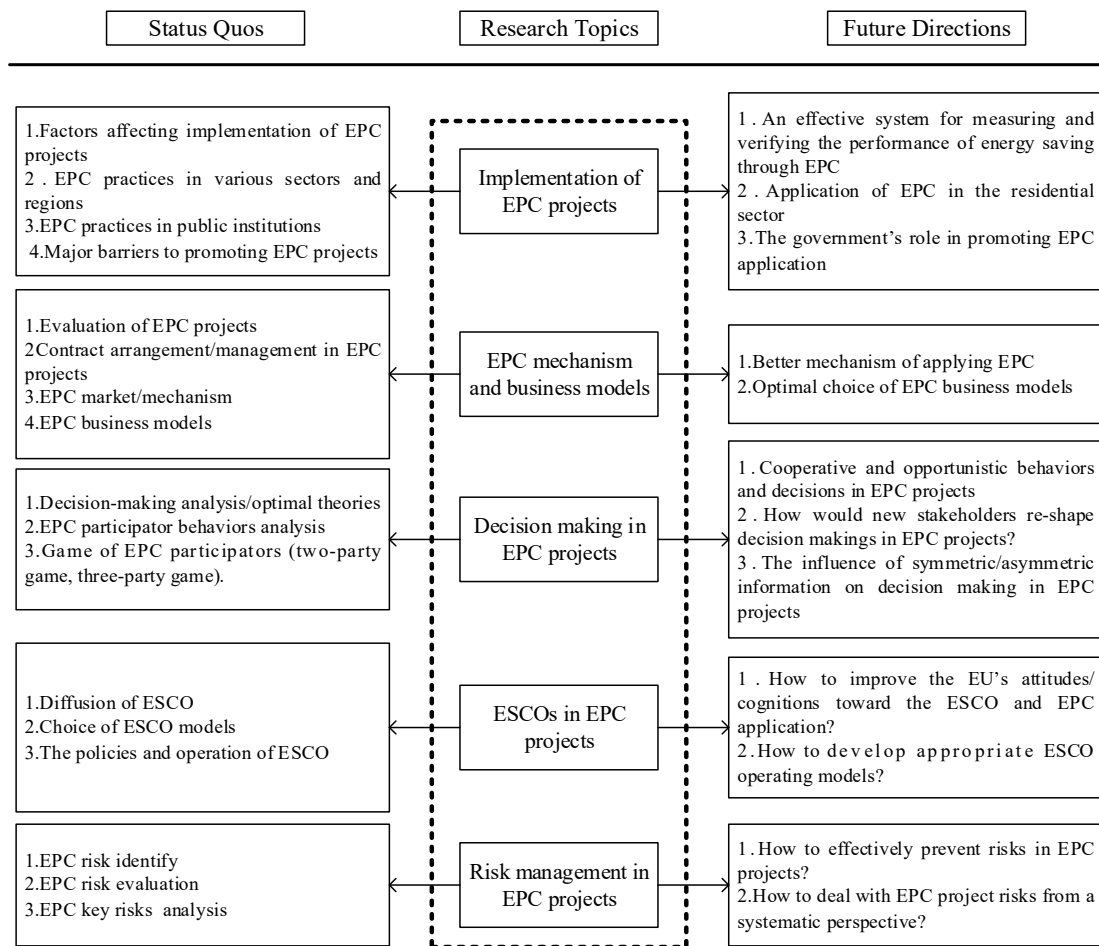 Status Quos
Research Topics
Future Directions
1.Factors affecting implementation of EPC
projects
2 . EPC practices in various sectors and
regions
3.EPC practices in public institutions
4.Major barriers to promoting EPC projects
Implementation of
EPC projects
1 . An effective system for measuring and
verifying the performance of energy saving
through EPC
2 . Application of EPC in the residential
sector
3 .The government's role in promoting EPC
application
1.Evaluation of EPC projects
2Contract arrangement/management in EPC
projects
3.EPC market/mechanism
4.EPC business models
EPC mechanism
and business models
1.Better mechanism of applying EPC
2.Optimal choice of EPC business models
1.Decision-making analysis/optimal theories
2.EPC participator behaviors analysis
3.Game of EPC participators (two-party
game, three-party game).
Decision making in
EPC projects
1 . Cooperative and opportunistic behaviors
and decisions in EPC projects
2 . How would new stakeholders re-shape
decision makings in EPC projects?
3 . The influence of symmetric/asymmetric
information on decision making in EPC
projects
1.Diffusion of ESCO
2.Choice of ESCO models
3.The policies and operation of ESCO
ESCOs in EPC
projects
1 . How to improve the EU's attitudes/
cognitions toward the ESCO and EPC
application?
2.How to develop appropriate ESCO
operating models?
1.EPC risk identify
2.EPC risk evaluation
3.EPC key risks analysis
Risk management in
EPC projects
1.How to effectively prevent risks in EPC
projects?
2.How to deal with EPC project risks from a
systematic perspective?